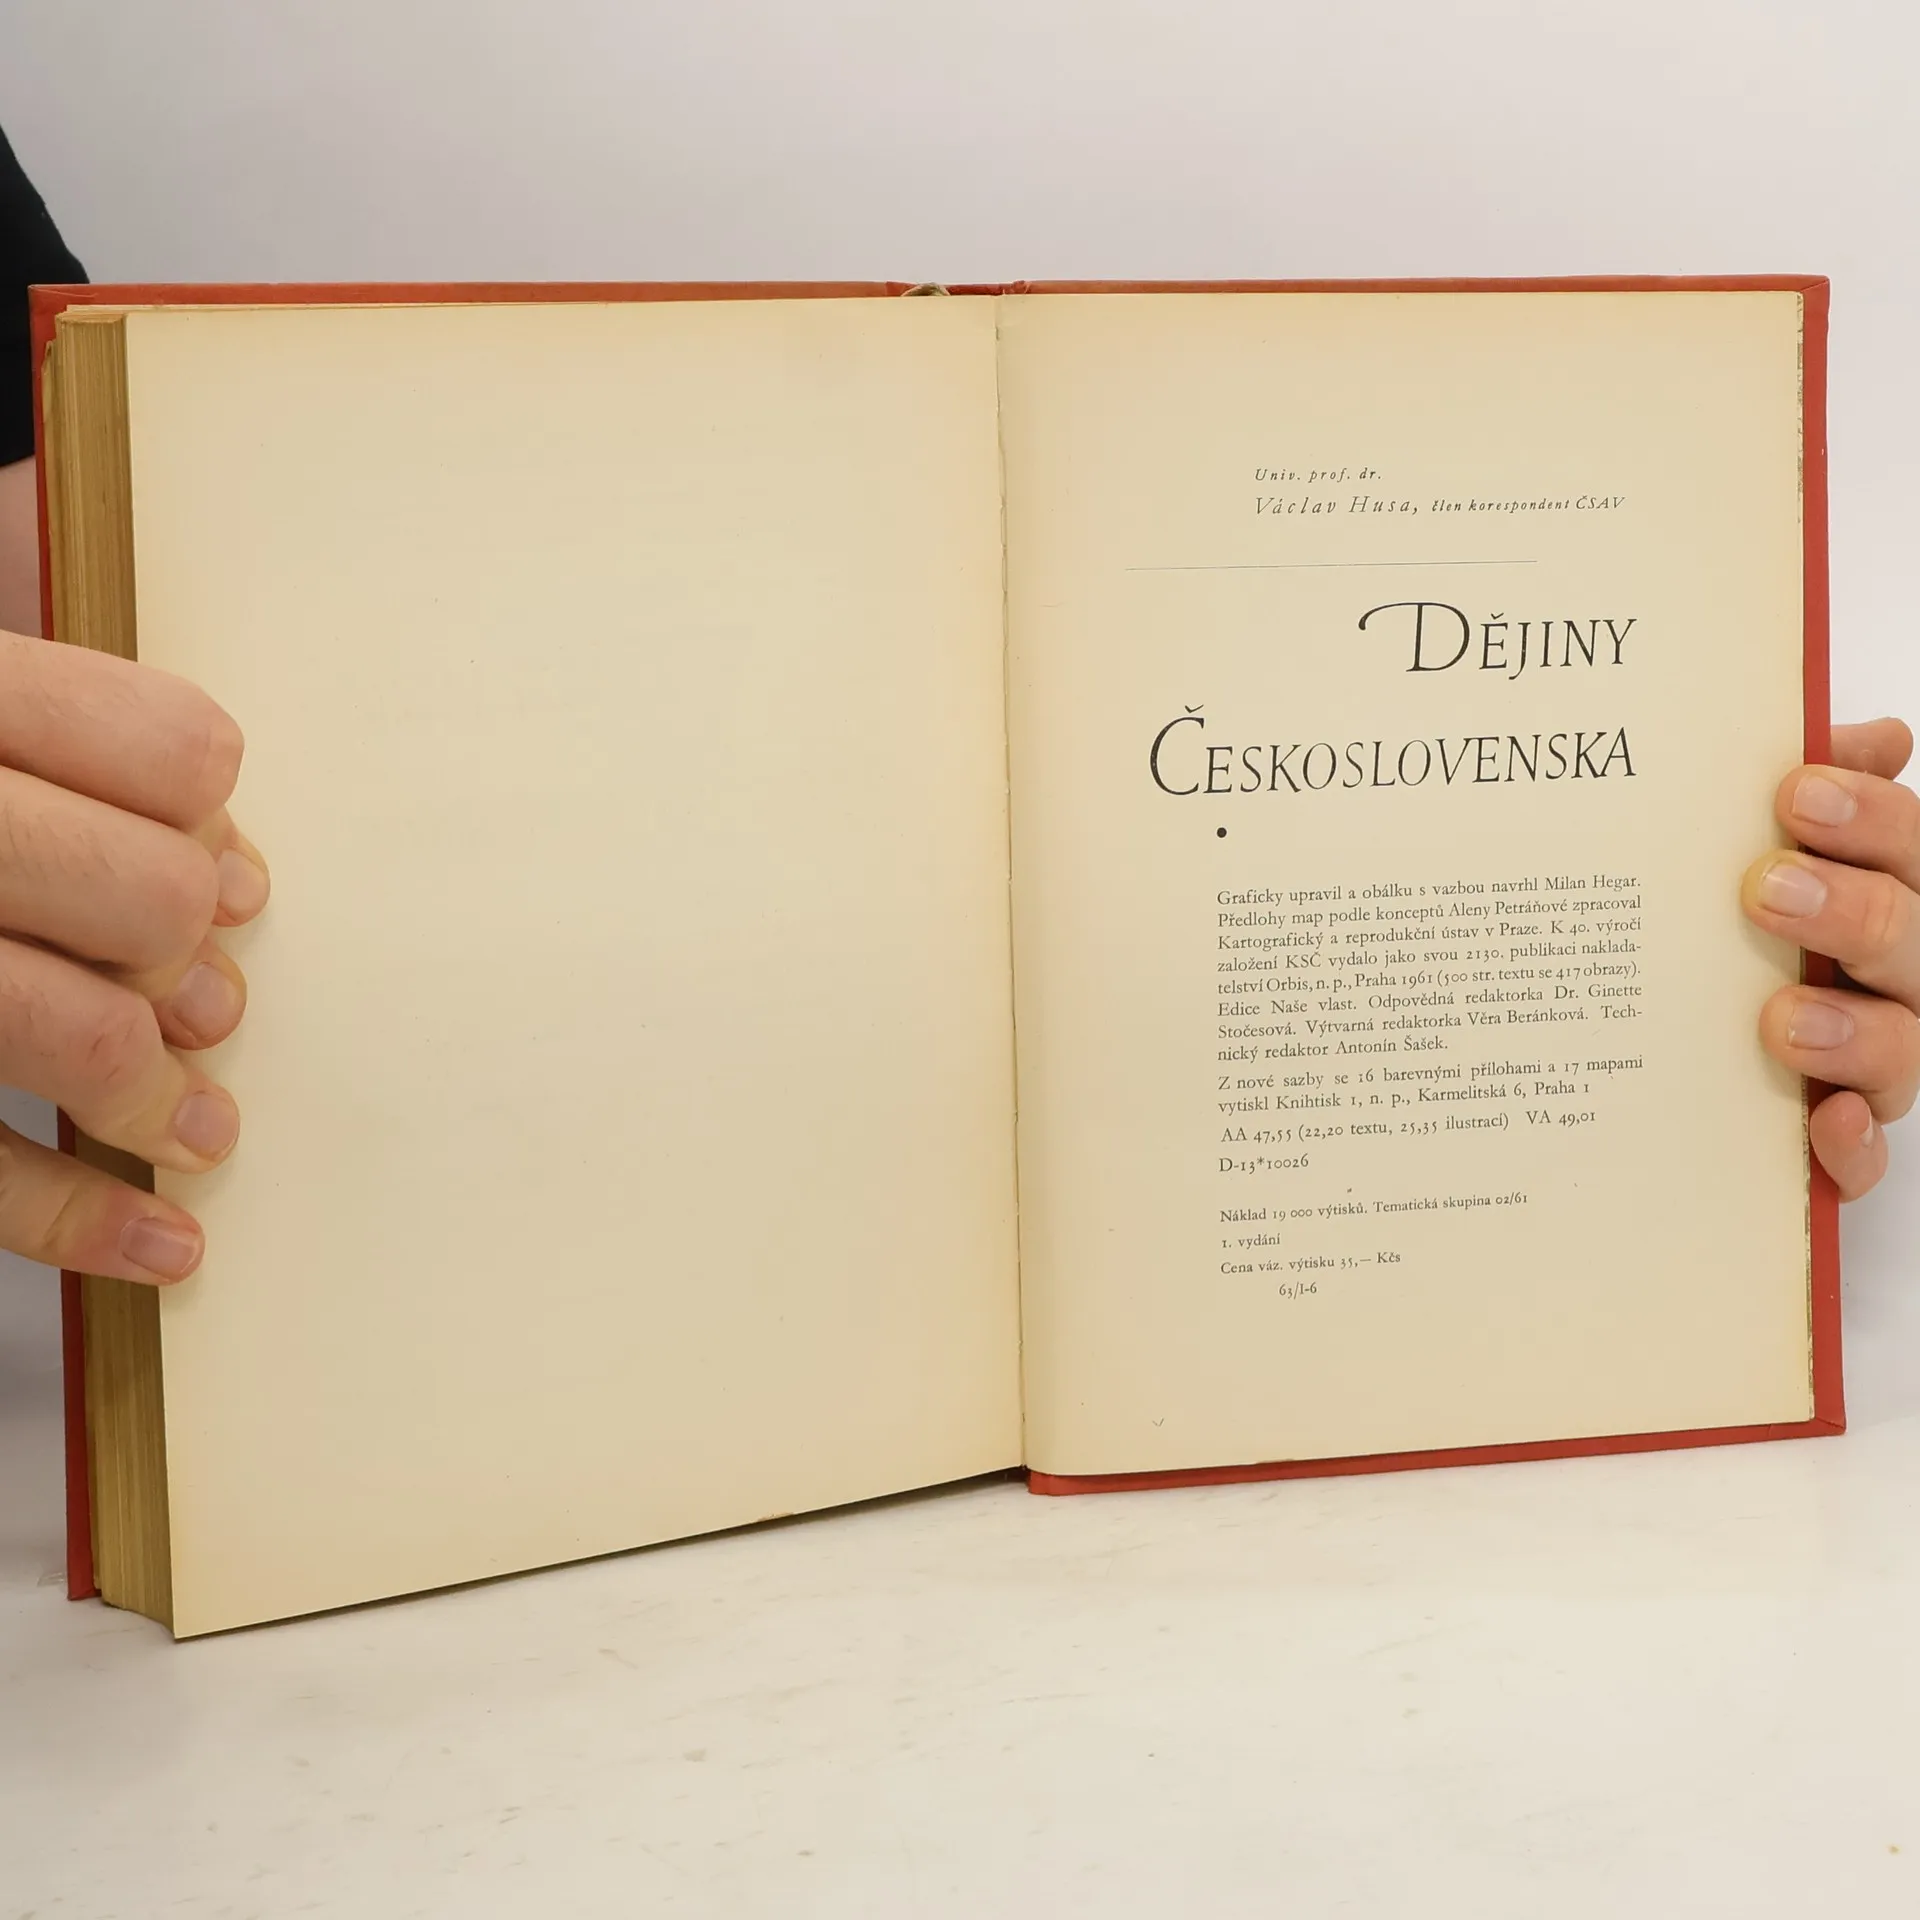 Univ. prof. dr.
Václav Husa, člen korespondent ČSAV
DĚJINY
ČESKOSLOVENSKA
•
Graficky upravil a obálku s vazbou navrhl Milan Hegar.
Předlohy map podle konceptů Aleny Petráňové zpracoval
Kartografický a reprodukční ústav v Praze. K 40. výročí
založení KSČ vydalo jako svou 2130. publikaci naklada-
telství Orbis, n. p., Praha 1961 (500 str. textu se 417 obrazy).
Edice Naše vlast. Odpovědná redaktorka Dr. Ginette
Stočesová. Výtvarná redaktorka Věra Beránková. Tech-
nický redaktor Antonín Šašek.
Z nové sazby se 16 barevnými přílohami a 17 mapami
vytiskl Knihtisk 1, n. p., Karmelitská 6, Praha 1
AA 47,55 (22,20 textu, 25,35 ilustrací) VA 49,01
D-13*10026
Náklad 19 000 výtisků. Tematická skupina 02/61
1. vydání
Cena váz. výtisku 35,— Kčs
63/I-6